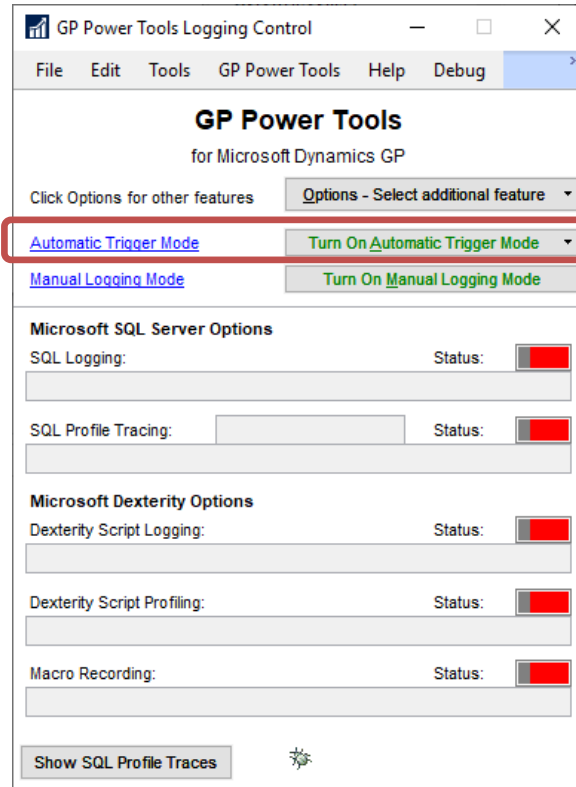 GP Power Tools Logging Control
File Edit Tools GP Power Tools Help Debug
GP Power Tools
for Microsoft Dynamics GP
Click Options for other features Options - Select additional feature
Automatic Trigger Mode Turn On Automatic Trigger Mode
Manual Logging Mode Turn On Manual Logging Mode
Microsoft SQL Server Options
SQL Logging: Status:
SQL Profile Tracing: Status:
Microsoft Dexterity Options
Dexterity Script Logging: Status:
Dexterity Script Profiling: Status:
Macro Recording: Status:
Show SQL Profile Traces